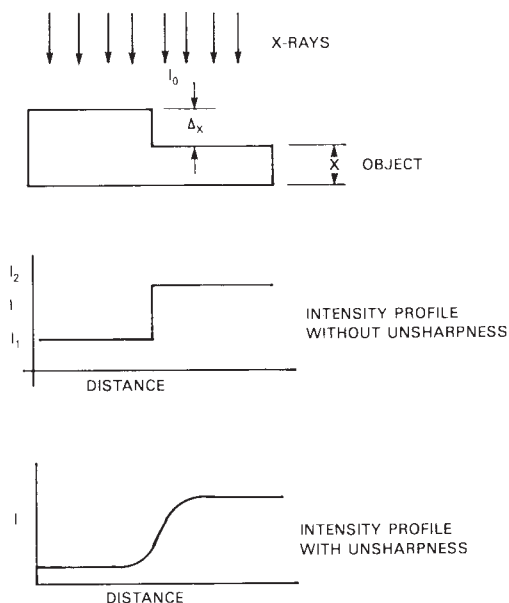 X-RAYS
I₀
Δx
X
OBJECT
I₂
I
I₁
INTENSITY PROFILE
WITHOUT UNSHARPNESS
DISTANCE
I
INTENSITY PROFILE
WITH UNSHARPNESS
DISTANCE